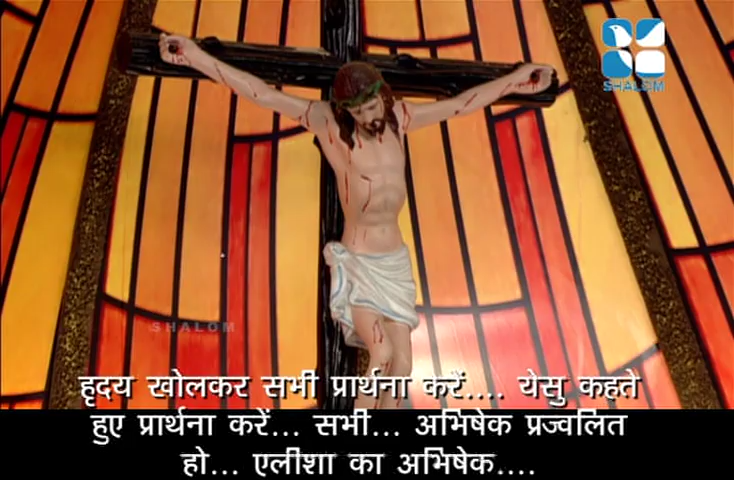 SHALOM
SHALOM
हृदय खोलकर सभी प्रार्थना करें.... येसु कहते
हुए प्रार्थना करें... सभी... अभिषेक प्रज्वलित
हो... एलीशा का अभिषेक....